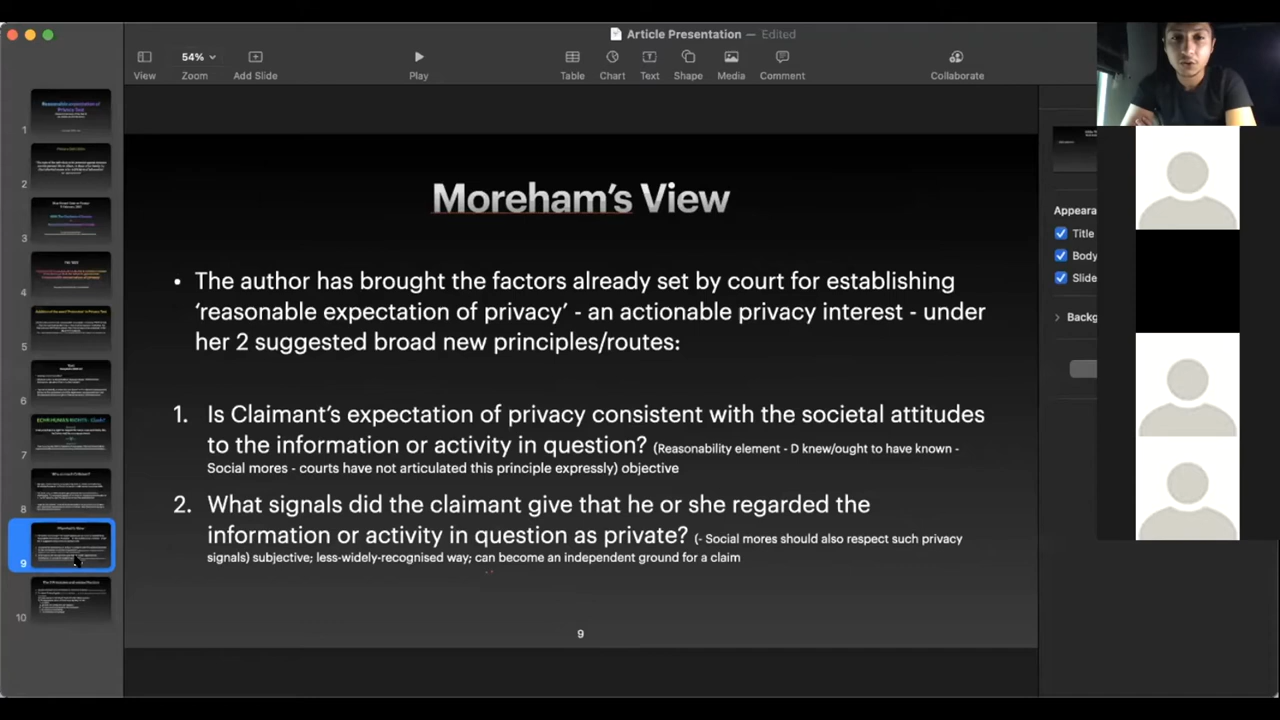 Article Presentation — Edited
54%
View
Zoom
Add Slide
Play
Table
Chart
Text
Shape
Media
Comment
Collaborate
1
2
3
4
5
6
7
8
9
10
Moreham's View
• The author has brought the factors already set by court for establishing
'reasonable expectation of privacy' - an actionable privacy interest - under
her 2 suggested broad new principles/routes:
1. Is Claimant's expectation of privacy consistent with the societal attitudes
to the information or activity in question? (Reasonability element - D knew/ought to have known -
Social mores - courts have not articulated this principle expressly) objective
2. What signals did the claimant give that he or she regarded the
information or activity in question as private? (- Social mores should also respect such privacy
signals) subjective; less-widely-recognised way; can become an independent ground for a claim
9
Appeara
Title
Body
Slide
Backg